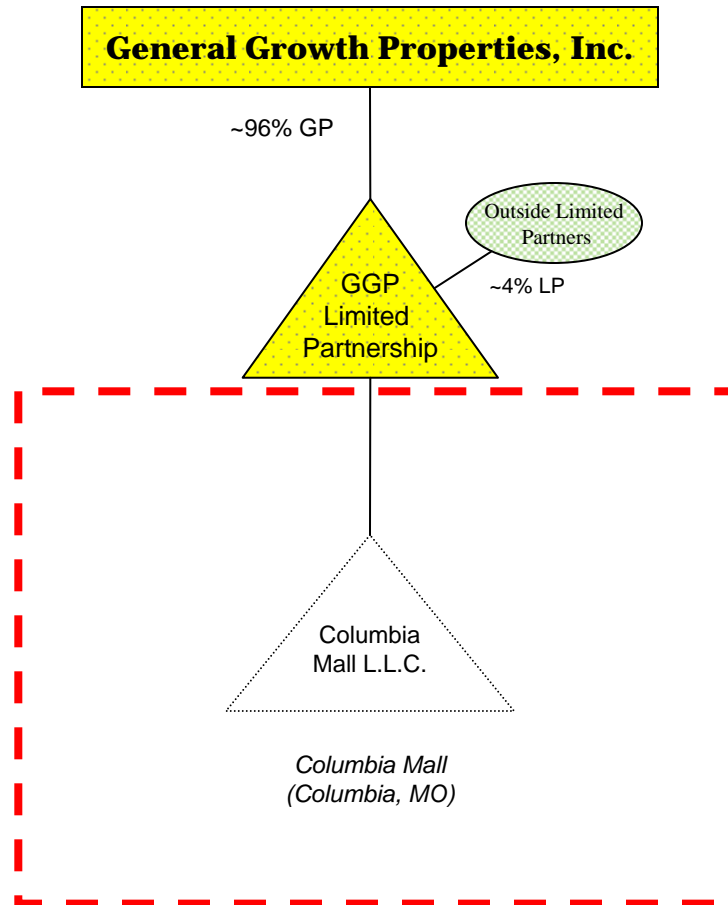 General Growth Properties, Inc.
~96% GP
Outside Limited
Partners
~4% LP
GGP
Limited
Partnership
Columbia
Mall L.L.C.
Columbia Mall
(Columbia, MO)